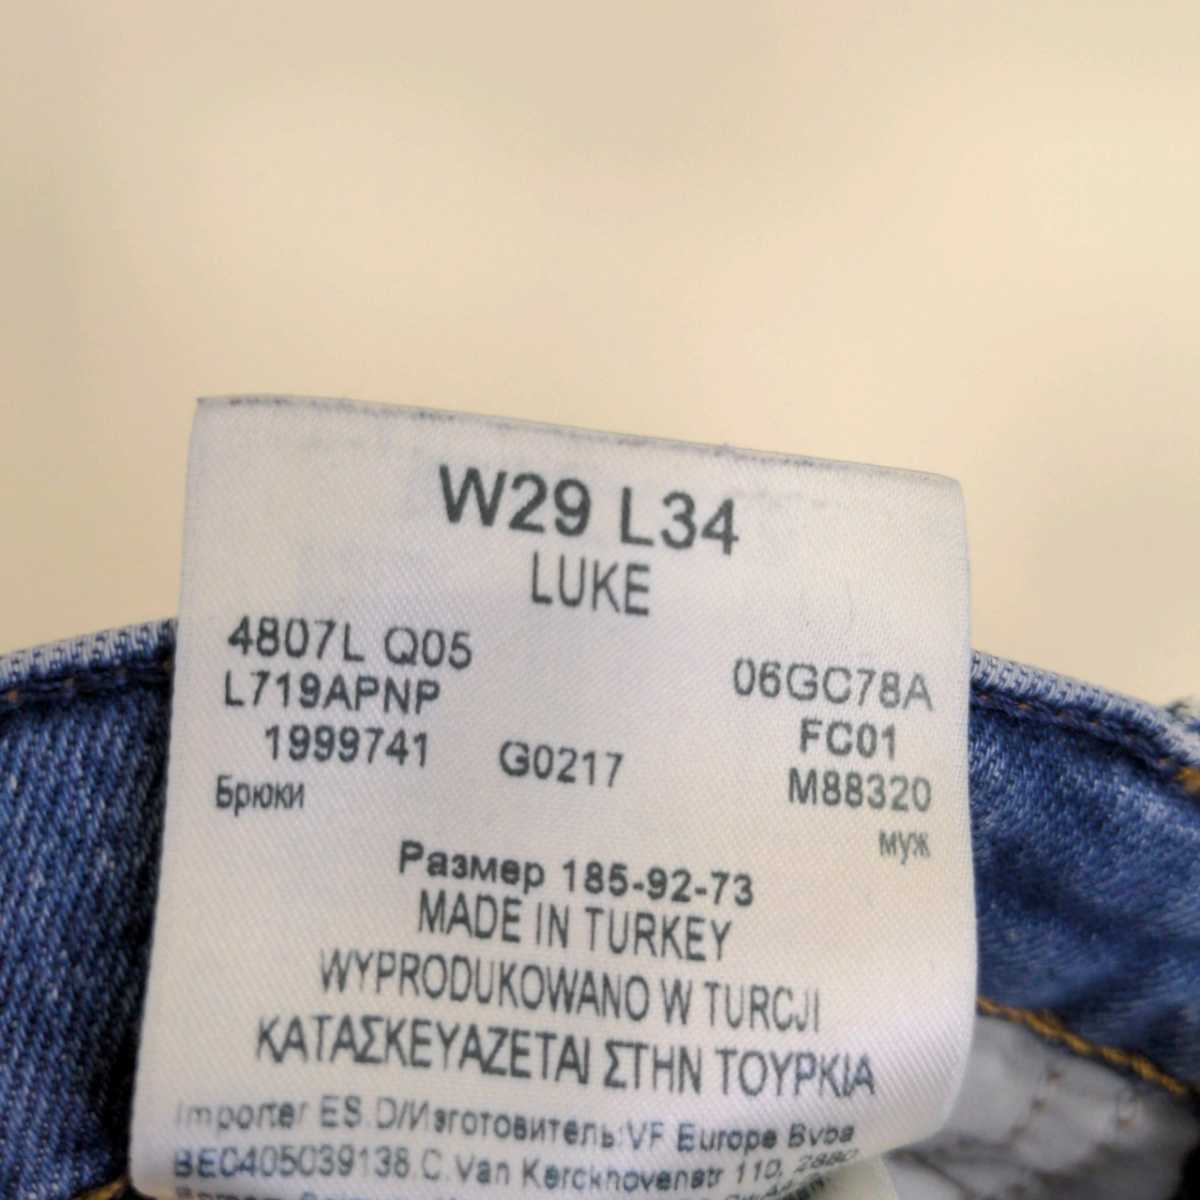 W29 L34
LUKE
4807L Q05
L719APNP 06GC78A
1999741 G0217 FC01
Брюки M88320
муж
Размер 185-92-73
MADE IN TURKEY
WYPRODUKOWANO W TURCJI
ΚΑΤΑΣΚΕΥΑΖΕΤΑΙ ΣΤΗΝ ΤΟΥΡΚΙΑ
Importer ES.D/Изготовитель:VF Europe Bvba
BE0405039138.C.Van Kerckhovenstr 110, 2880